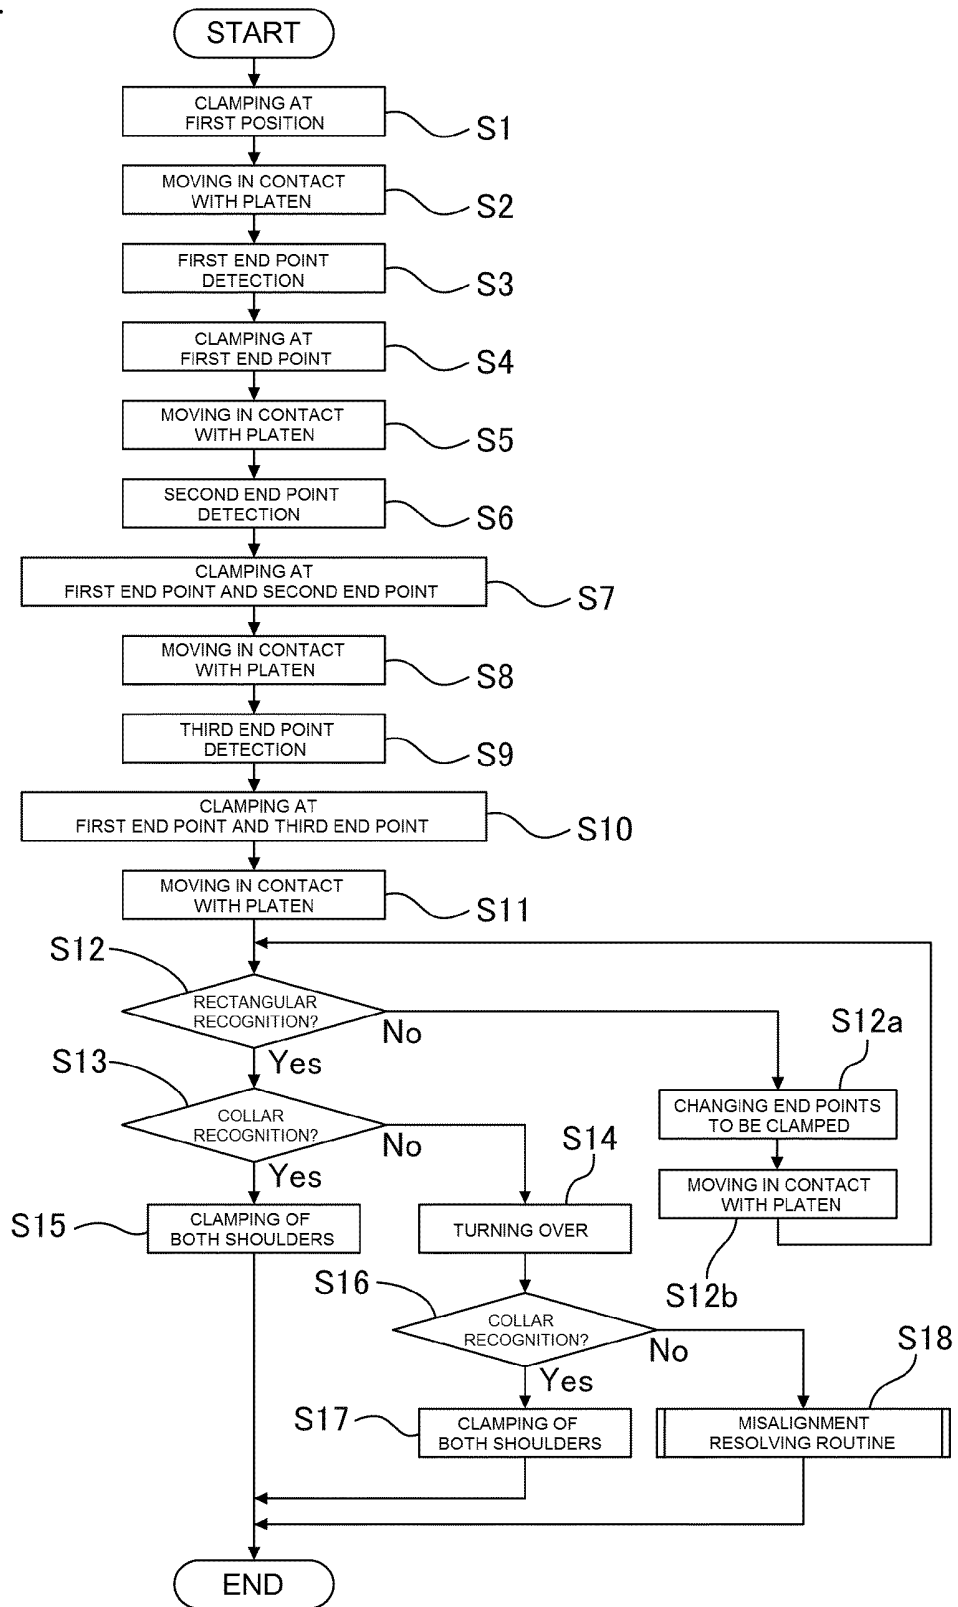 START
CLAMPING AT
FIRST POSITION
S1
MOVING IN CONTACT
WITH PLATEN
S2
FIRST END POINT
DETECTION
S3
CLAMPING AT
FIRST END POINT
S4
MOVING IN CONTACT
WITH PLATEN
S5
SECOND END POINT
DETECTION
S6
CLAMPING AT
FIRST END POINT AND SECOND END POINT
S7
MOVING IN CONTACT
WITH PLATEN
S8
THIRD END POINT
DETECTION
S9
CLAMPING AT
FIRST END POINT AND THIRD END POINT
S10
MOVING IN CONTACT
WITH PLATEN
S11
S12
RECTANGULAR
RECOGNITION?
No
Yes
S12a
CHANGING END POINTS
TO BE CLAMPED
MOVING IN CONTACT
WITH PLATEN
S12b
S13
COLLAR
RECOGNITION?
No
Yes
S14
TURNING OVER
S15
CLAMPING OF
BOTH SHOULDERS
S16
COLLAR
RECOGNITION?
No
Yes
S17
CLAMPING OF
BOTH SHOULDERS
S18
MISALIGNMENT
RESOLVING ROUTINE
END